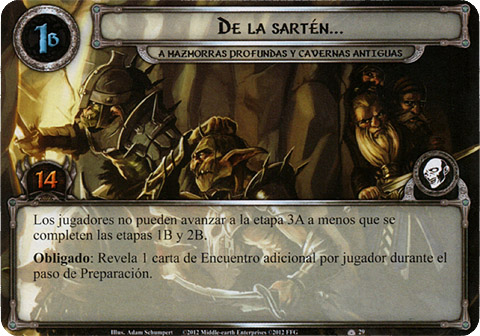 1B
De la sartén...
A mazmorras profundas y cavernas antiguas
14
Los jugadores no pueden avanzar a la etapa 3A a menos que se
completen las etapas 1B y 2B.
Obligado: Revela 1 carta de Encuentro adicional por jugador durante el
paso de Preparación.
Illus. Adam Schumpert ©2012 Middle-earth Enterprises ©2012 FFG 29